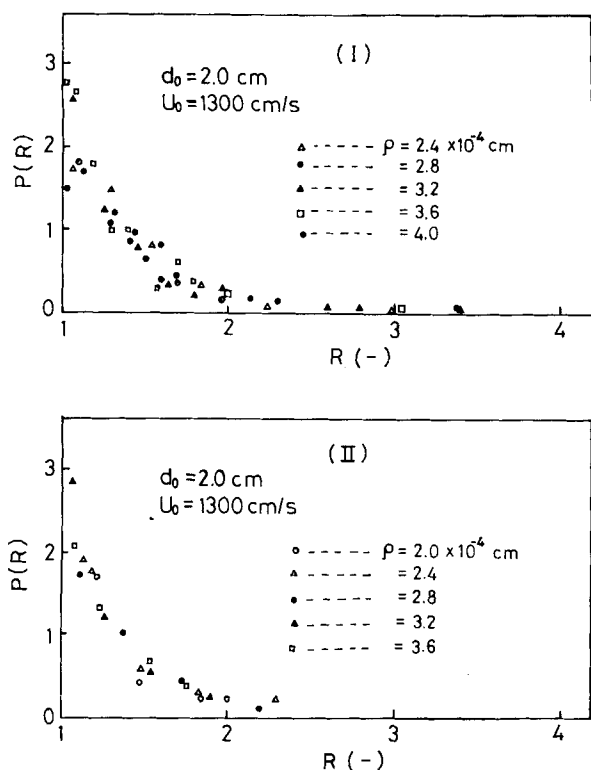 (I)
3
d₀ = 2.0 cm
U₀ = 1300 cm/s
△ ---- ρ = 2.4 ×10⁻⁴ cm
● ---- = 2.8
▲ ---- = 3.2
□ ---- = 3.6
● ---- = 4.0
2
1
0
P(R)
1 2 3 4
R (-)
(II)
3
d₀ = 2.0 cm
U₀ = 1300 cm/s
○ ---- ρ = 2.0 ×10⁻⁴ cm
△ ---- = 2.4
● ---- = 2.8
▲ ---- = 3.2
□ ---- = 3.6
2
1
0
P(R)
1 2 3 4
R (-)